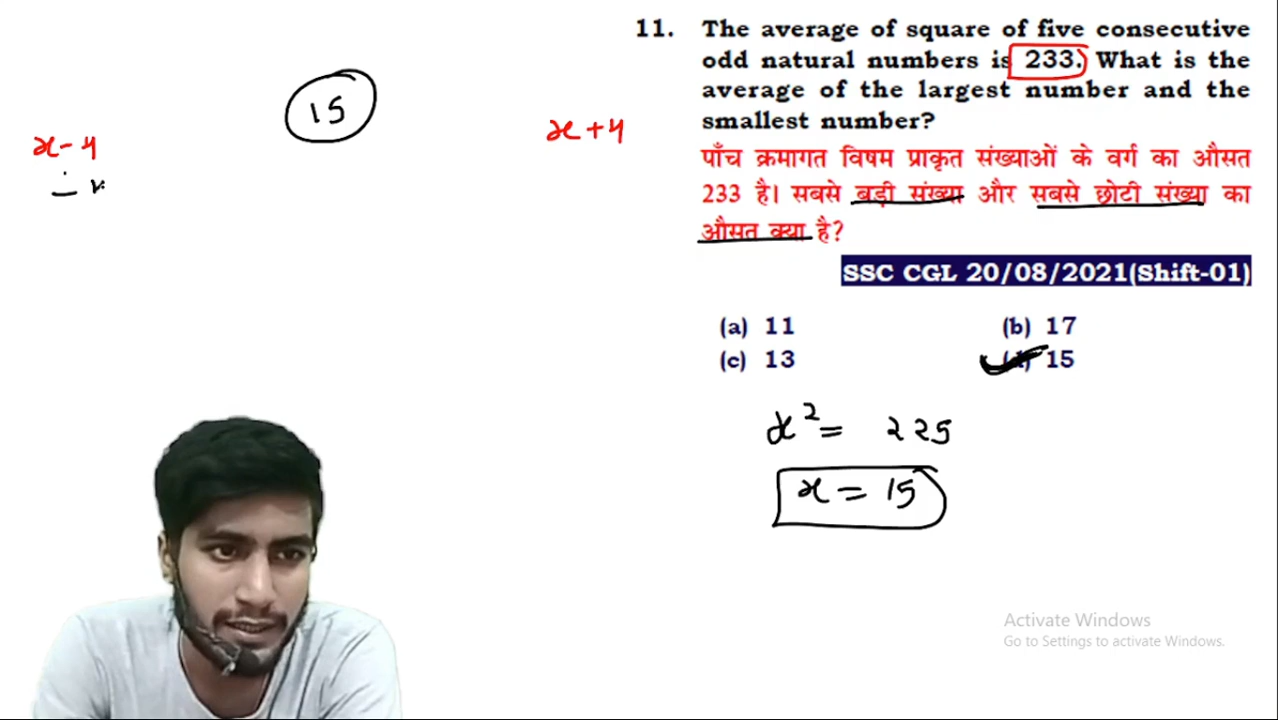 11. The average of square of five consecutive
odd natural numbers is 233. What is the
average of the largest number and the
smallest number?
पाँच क्रमागत विषम प्राकृत संख्याओं के वर्ग का औसत
233 है। सबसे बड़ी संख्या और सबसे छोटी संख्या का
औसत क्या है?
SSC CGL 20/08/2021(Shift-01)
(a) 11 (b) 17
(c) 13 (d) 15
15
x - 4
x + 4
x² = 225
x = 15
Activate Windows
Go to Settings to activate Windows.